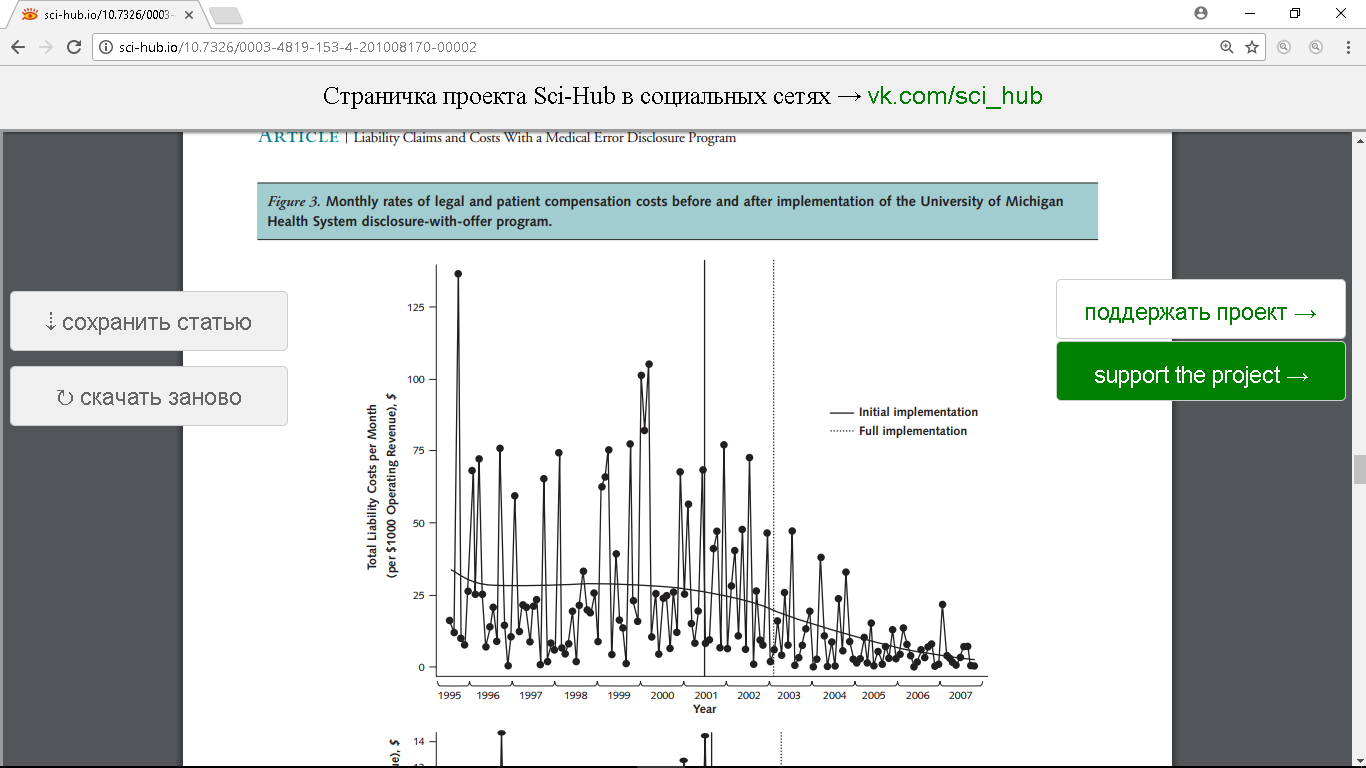 sci-hub.io/10.7326/0003-
sci-hub.io/10.7326/0003-4819-153-4-201008170-00002
Страничка проекта Sci-Hub в социальных сетях → vk.com/sci_hub
ARTICLE | Liability Claims and Costs With a Medical Error Disclosure Program
Figure 3. Monthly rates of legal and patient compensation costs before and after implementation of the University of Michigan
Health System disclosure-with-offer program.
⇣ сохранить статью
↻ скачать заново
поддержать проект →
support the project →
Total Liability Costs per Month
(per $1000 Operating Revenue), $
125
100
75
50
25
0
Initial implementation
Full implementation
1995 1996 1997 1998 1999 2000 2001 2002 2003 2004 2005 2006 2007
Year
14
ue), $